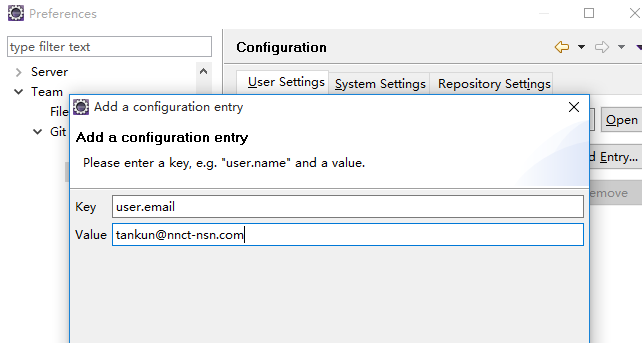 Preferences
type filter text
Configuration
Server
User Settings
System Settings
Repository Settings
Team
File
Open
Git
Add a configuration entry
Add a configuration entry
Please enter a key, e.g. "user.name" and a value.
d Entry...
emove
Key
user.email
Value
tankun@nnct-nsn.com